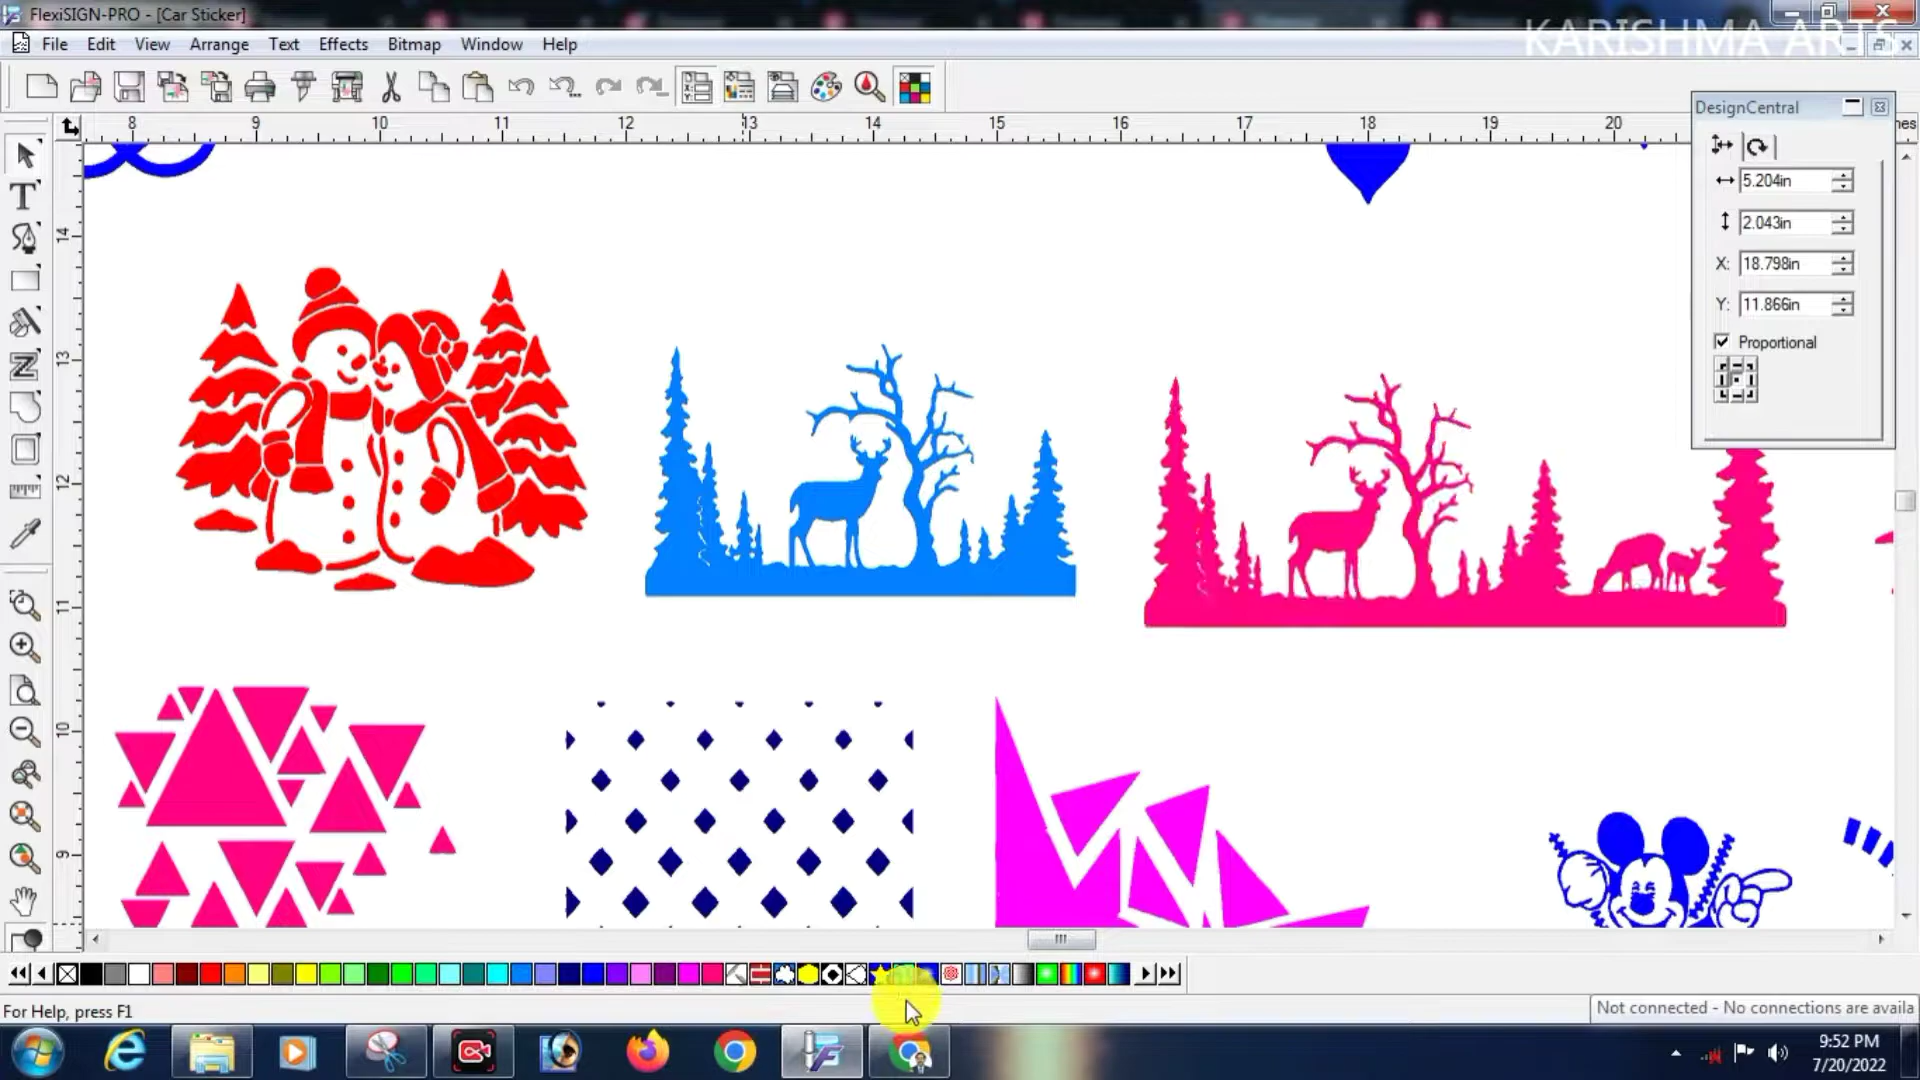 FlexiSIGN-PRO - [Car Sticker]
KARISHMA ARTS
File Edit View Arrange Text Effects Bitmap Window Help
DesignCentral
8 9 10 11 12 13 14 15 16 17 18 19 20
hes
5.204in
2.043in
X: 18.798in
Y: 11.866in
Proportional
14
13
12
11
10
9
For Help, press F1
Not connected - No connections are availa
9:52 PM
7/20/2022